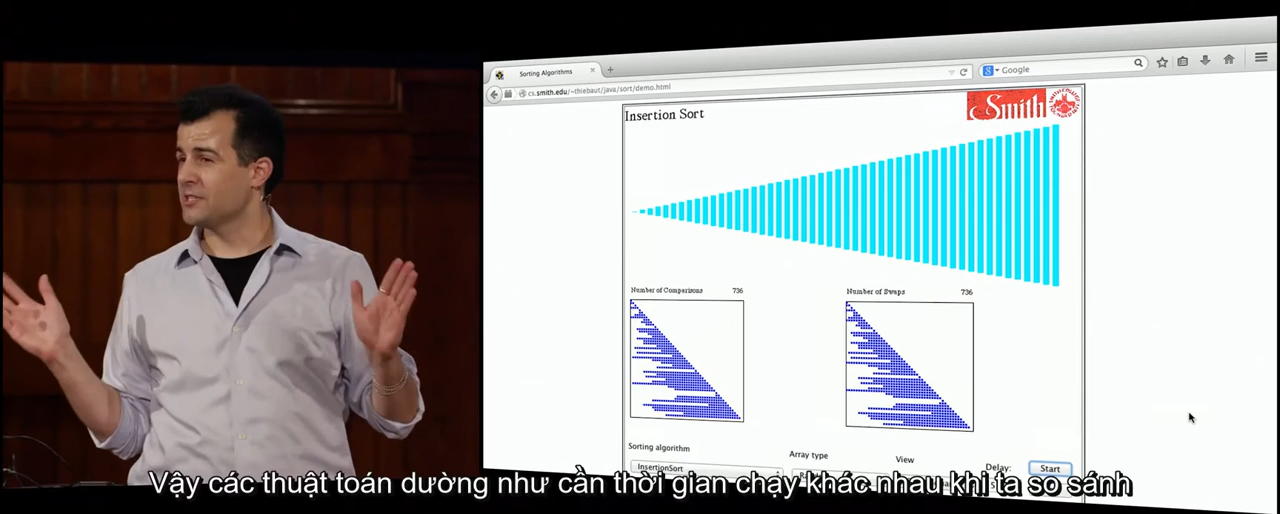 Sorting Algorithms
cs.smith.edu/~thiebaut/java/sort/demo.html
Google
Insertion Sort
Smith
Number of Comparisons 736
Number of Swaps 736
Sorting algorithm
Array type
View
Delay:
Start
InsertionSort
Vậy các thuật toán dường như cần thời gian chạy khác nhau khi ta so sánh